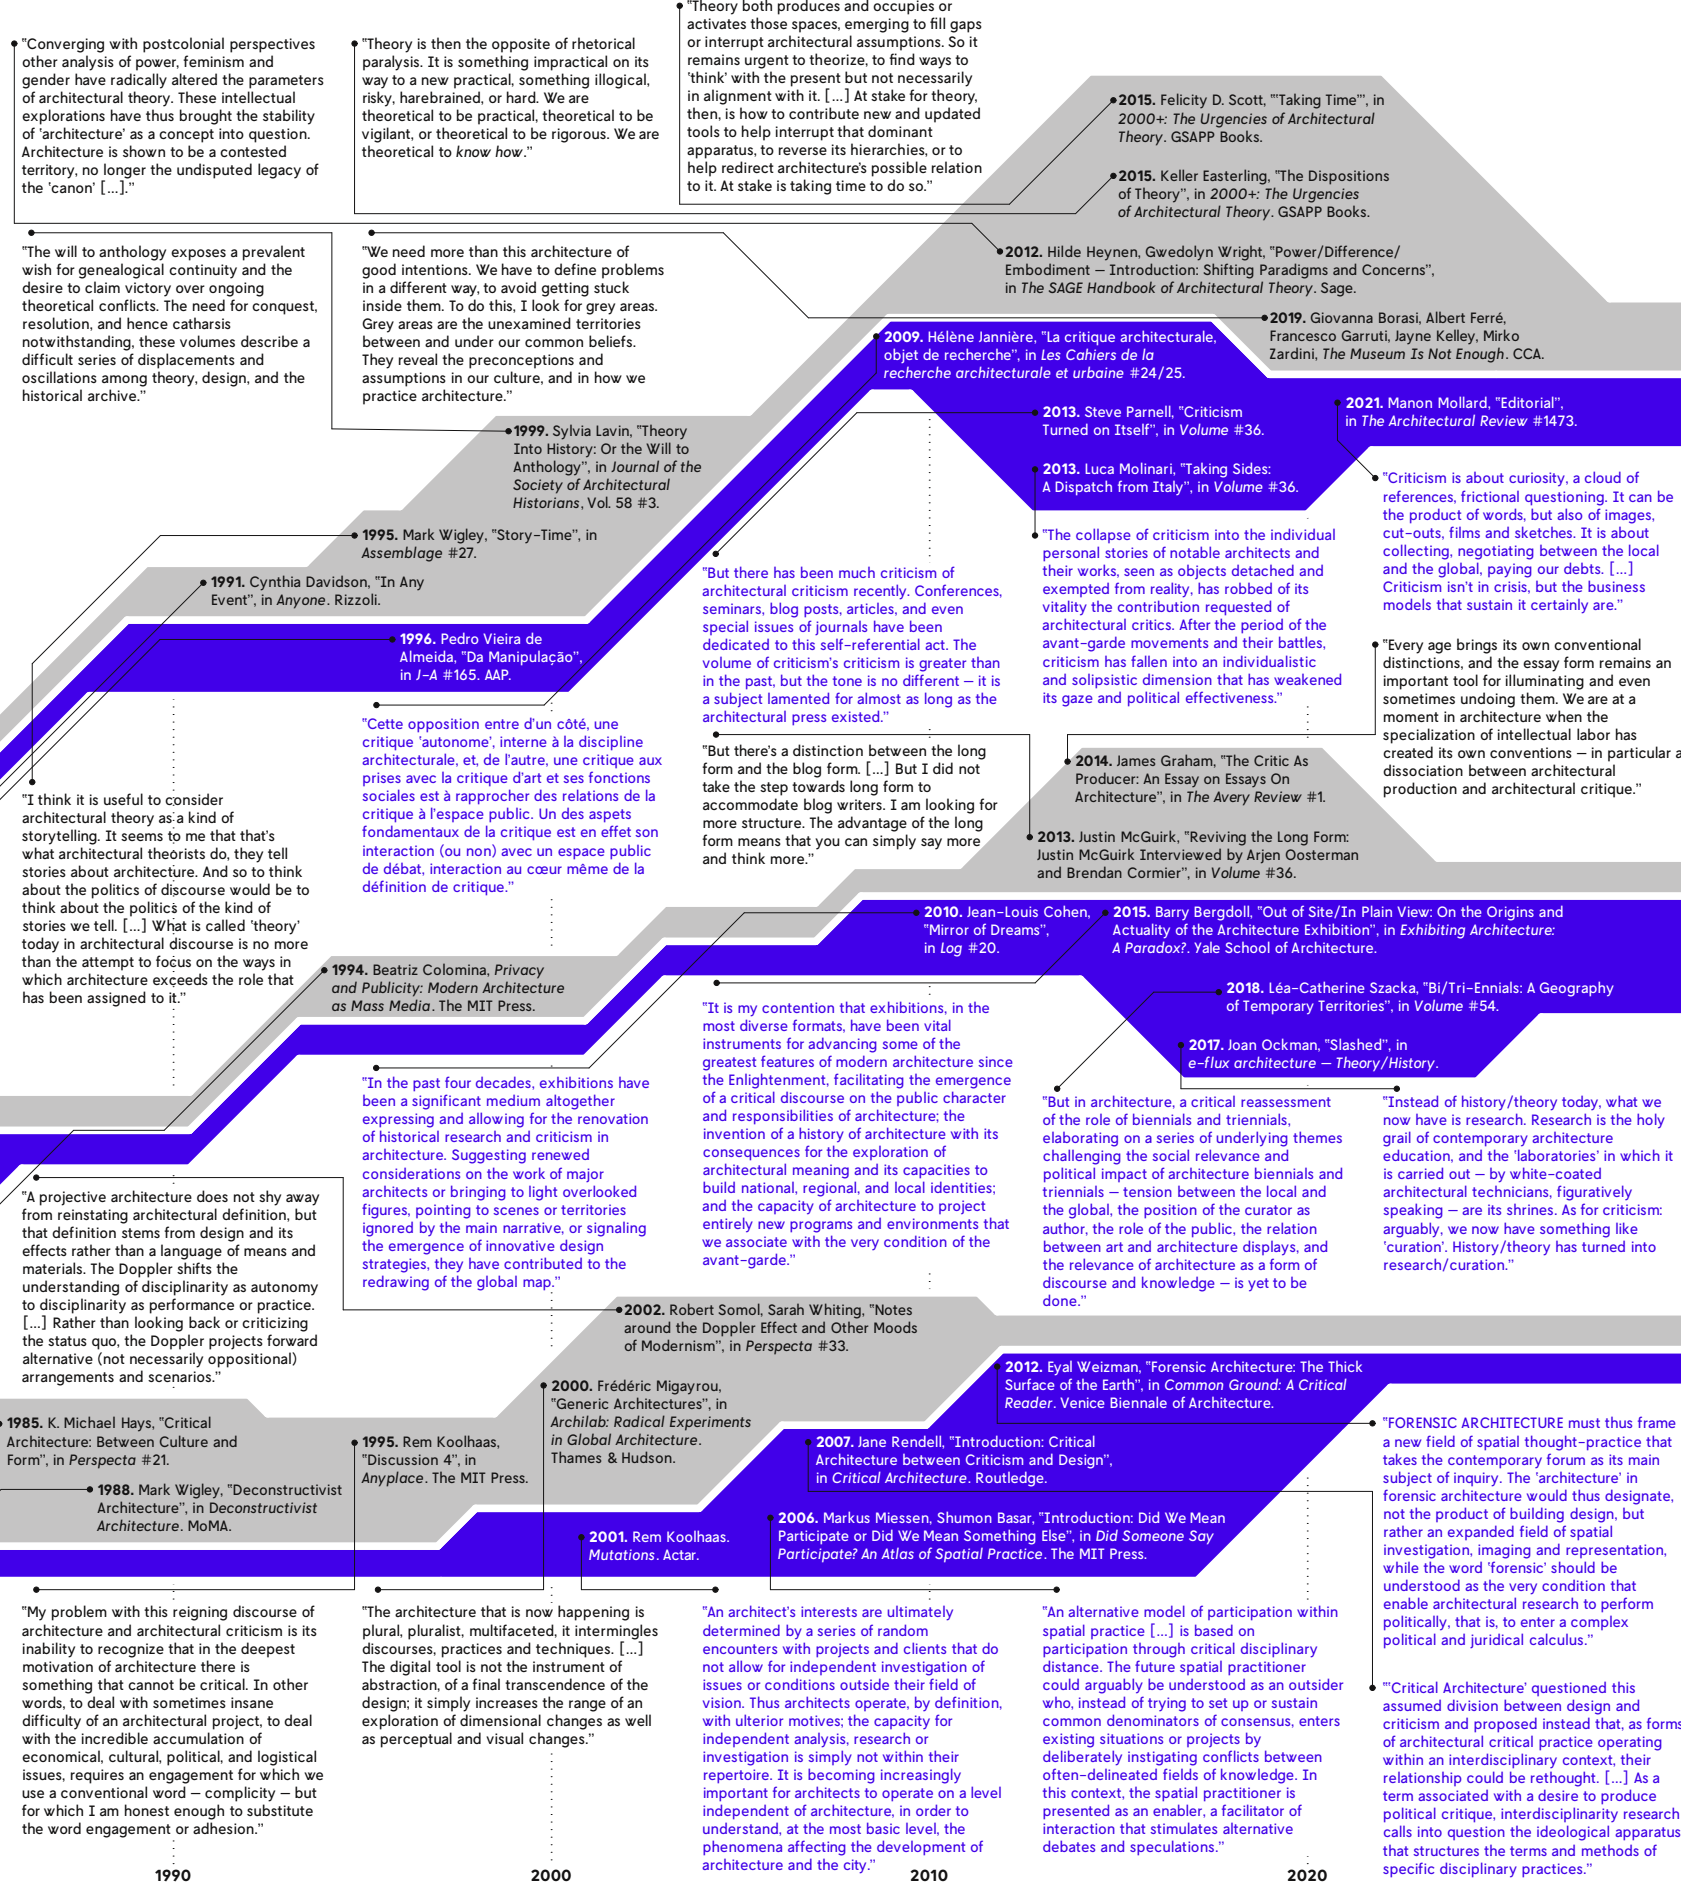 "Converging with postcolonial perspectives
other analysis of power, feminism and
gender have radically altered the parameters
of architectural theory. These intellectual
explorations have thus brought the stability
of 'architecture' as a concept into question.
Architecture is shown to be a contested
territory, no longer the undisputed legacy of
the 'canon' [...]."
"Theory is then the opposite of rhetorical
paralysis. It is something impractical on its
way to a new practical, something illogical,
risky, harebrained, or hard. We are
theoretical to be practical, theoretical to be
vigilant, or theoretical to be rigorous. We are
theoretical to know how."
"Theory both produces and occupies or
activates those spaces, emerging to fill gaps
or interrupt architectural assumptions. So it
remains urgent to theorize, to find ways to
'think' with the present but not necessarily
in alignment with it. [...] At stake for theory,
then, is how to contribute new and updated
tools to help interrupt that dominant
apparatus, to reverse its hierarchies, or to
help redirect architecture's possible relation
to it. At stake is taking time to do so."
2015. Felicity D. Scott, "'Taking Time'", in
2000+: The Urgencies of Architectural
Theory. GSAPP Books.
2015. Keller Easterling, "The Dispositions
of Theory", in 2000+: The Urgencies
of Architectural Theory. GSAPP Books.
2012. Hilde Heynen, Gwedolyn Wright, "Power/Difference/
Embodiment – Introduction: Shifting Paradigms and Concerns",
in The SAGE Handbook of Architectural Theory. Sage.
2019. Giovanna Borasi, Albert Ferré,
Francesco Garruti, Jayne Kelley, Mirko
Zardini, The Museum Is Not Enough. CCA.
"The will to anthology exposes a prevalent
wish for genealogical continuity and the
desire to claim victory over ongoing
theoretical conflicts. The need for conquest,
resolution, and hence catharsis
notwithstanding, these volumes describe a
difficult series of displacements and
oscillations among theory, design, and the
historical archive."
"We need more than this architecture of
good intentions. We have to define problems
in a different way, to avoid getting stuck
inside them. To do this, I look for grey areas.
Grey areas are the unexamined territories
between and under our common beliefs.
They reveal the preconceptions and
assumptions in our culture, and in how we
practice architecture."
2009. Hélène Jannière, "La critique architecturale,
objet de recherche", in Les Cahiers de la
recherche architecturale et urbaine #24/25.
2013. Steve Parnell, "Criticism
Turned on Itself", in Volume #36.
2013. Luca Molinari, "Taking Sides:
A Dispatch from Italy", in Volume #36.
2021. Manon Mollard, "Editorial",
in The Architectural Review #1473.
1999. Sylvia Lavin, "Theory
Into History: Or the Will to
Anthology", in Journal of the
Society of Architectural
Historians, Vol. 58 #3.
1995. Mark Wigley, "Story-Time", in
Assemblage #27.
1991. Cynthia Davidson, "In Any
Event", in Anyone. Rizzoli.
1996. Pedro Vieira de
Almeida, "Da Manipulação",
in J-A #165. AAP.
"Criticism is about curiosity, a cloud of
references, frictional questioning. It can be
the product of words, but also of images,
cut-outs, films and sketches. It is about
collecting, negotiating between the local
and the global, paying our debts. [...]
Criticism isn't in crisis, but the business
models that sustain it certainly are."
"The collapse of criticism into the individual
personal stories of notable architects and
their works, seen as objects detached and
exempted from reality, has robbed of its
vitality the contribution requested of
architectural critics. After the period of the
avant-garde movements and their battles,
criticism has fallen into an individualistic
and solipsistic dimension that has weakened
its gaze and political effectiveness."
"But there has been much criticism of
architectural criticism recently. Conferences,
seminars, blog posts, articles, and even
special issues of journals have been
dedicated to this self-referential act. The
volume of criticism's criticism is greater than
in the past, but the tone is no different – it is
a subject lamented for almost as long as the
architectural press existed."
"Every age brings its own conventional
distinctions, and the essay form remains an
important tool for illuminating and even
sometimes undoing them. We are at a
moment in architecture when the
specialization of intellectual labor has
created its own conventions – in particular a
dissociation between architectural
production and architectural critique."
"Cette opposition entre d'un côté, une
critique 'autonome', interne à la discipline
architecturale, et, de l'autre, une critique aux
prises avec la critique d'art et ses fonctions
sociales est à rapprocher des relations de la
critique à l'espace public. Un des aspets
fondamentaux de la critique est en effet son
interaction (ou non) avec un espace public
de débat, interaction au cœur même de la
définition de critique."
"But there's a distinction between the long
form and the blog form. [...] But I did not
take the step towards long form to
accommodate blog writers. I am looking for
more structure. The advantage of the long
form means that you can simply say more
and think more."
2014. James Graham, "The Critic As
Producer: An Essay on Essays On
Architecture", in The Avery Review #1.
2013. Justin McGuirk, "Reviving the Long Form:
Justin McGuirk Interviewed by Arjen Oosterman
and Brendan Cormier", in Volume #36.
"I think it is useful to consider
architectural theory as a kind of
storytelling. It seems to me that that's
what architectural theorists do, they tell
stories about architecture. And so to think
about the politics of discourse would be to
think about the politics of the kind of
stories we tell. [...] What is called 'theory'
today in architectural discourse is no more
than the attempt to focus on the ways in
which architecture exceeds the role that
has been assigned to it."
1994. Beatriz Colomina, Privacy
and Publicity: Modern Architecture
as Mass Media. The MIT Press.
2010. Jean-Louis Cohen,
"Mirror of Dreams",
in Log #20.
2015. Barry Bergdoll, "Out of Site/In Plain View: On the Origins and
Actuality of the Architecture Exhibition", in Exhibiting Architecture:
A Paradox?. Yale School of Architecture.
2018. Léa-Catherine Szacka, "Bi/Tri-Ennials: A Geography
of Temporary Territories", in Volume #54.
2017. Joan Ockman, "Slashed", in
e-flux architecture – Theory/History.
"In the past four decades, exhibitions have
been a significant medium altogether
expressing and allowing for the renovation
of historical research and criticism in
architecture. Suggesting renewed
considerations on the work of major
architects or bringing to light overlooked
figures, pointing to scenes or territories
ignored by the main narrative, or signaling
the emergence of innovative design
strategies, they have contributed to the
redrawing of the global map."
"It is my contention that exhibitions, in the
most diverse formats, have been vital
instruments for advancing some of the
greatest features of modern architecture since
the Enlightenment, facilitating the emergence
of a critical discourse on the public character
and responsibilities of architecture; the
invention of a history of architecture with its
consequences for the exploration of
architectural meaning and its capacities to
build national, regional, and local identities;
and the capacity of architecture to project
entirely new programs and environments that
we associate with the very condition of the
avant-garde."
"But in architecture, a critical reassessment
of the role of biennials and triennials,
elaborating on a series of underlying themes
challenging the social relevance and
political impact of architecture biennials and
triennials – tension between the local and
the global, the position of the curator as
author, the role of the public, the relation
between art and architecture displays, and
the relevance of architecture as a form of
discourse and knowledge – is yet to be
done."
"Instead of history/theory today, what we
now have is research. Research is the holy
grail of contemporary architecture
education, and the 'laboratories' in which it
is carried out – by white-coated
architectural technicians, figuratively
speaking – are its shrines. As for criticism:
arguably, we now have something like
'curation'. History/theory has turned into
research/curation."
"A projective architecture does not shy away
from reinstating architectural definition, but
that definition stems from design and its
effects rather than a language of means and
materials. The Doppler shifts the
understanding of disciplinarity as autonomy
to disciplinarity as performance or practice.
[...] Rather than looking back or criticizing
the status quo, the Doppler projects forward
alternative (not necessarily oppositional)
arrangements and scenarios."
2002. Robert Somol, Sarah Whiting, "Notes
around the Doppler Effect and Other Moods
of Modernism", in Perspecta #33.
2000. Frédéric Migayrou,
"Generic Architectures", in
Archilab: Radical Experiments
in Global Architecture.
Thames & Hudson.
1985. K. Michael Hays, "Critical
Architecture: Between Culture and
Form", in Perspecta #21.
1995. Rem Koolhaas,
"Discussion 4", in
Anyplace. The MIT Press.
1988. Mark Wigley, "Deconstructivist
Architecture", in Deconstructivist
Architecture. MoMA.
2012. Eyal Weizman, "Forensic Architecture: The Thick
Surface of the Earth", in Common Ground: A Critical
Reader. Venice Biennale of Architecture.
2007. Jane Rendell, "Introduction: Critical
Architecture between Criticism and Design",
in Critical Architecture. Routledge.
2006. Markus Miessen, Shumon Basar, "Introduction: Did We Mean
Participate or Did We Mean Something Else", in Did Someone Say
Participate? An Atlas of Spatial Practice. The MIT Press.
2001. Rem Koolhaas.
Mutations. Actar.
"FORENSIC ARCHITECTURE must thus frame
a new field of spatial thought-practice that
takes the contemporary forum as its main
subject of inquiry. The 'architecture' in
forensic architecture would thus designate,
not the product of building design, but
rather an expanded field of spatial
investigation, imaging and representation,
while the word 'forensic' should be
understood as the very condition that
enable architectural research to perform
politically, that is, to enter a complex
political and juridical calculus."
"My problem with this reigning discourse of
architecture and architectural criticism is its
inability to recognize that in the deepest
motivation of architecture there is
something that cannot be critical. In other
words, to deal with sometimes insane
difficulty of an architectural project, to deal
with the incredible accumulation of
economical, cultural, political, and logistical
issues, requires an engagement for which we
use a conventional word – complicity – but
for which I am honest enough to substitute
the word engagement or adhesion."
"The architecture that is now happening is
plural, pluralist, multifaceted, it intermingles
discourses, practices and techniques. [...]
The digital tool is not the instrument of
abstraction, of a final transcendence of the
design; it simply increases the range of an
exploration of dimensional changes as well
as perceptual and visual changes."
"An architect's interests are ultimately
determined by a series of random
encounters with projects and clients that do
not allow for independent investigation of
issues or conditions outside their field of
vision. Thus architects operate, by definition,
with ulterior motives; the capacity for
independent analysis, research or
investigation is simply not within their
repertoire. It is becoming increasingly
important for architects to operate on a level
independent of architecture, in order to
understand, at the most basic level, the
phenomena affecting the development of
architecture and the city."
"An alternative model of participation within
spatial practice [...] is based on
participation through critical disciplinary
distance. The future spatial practitioner
could arguably be understood as an outsider
who, instead of trying to set up or sustain
common denominators of consensus, enters
existing situations or projects by
deliberately instigating conflicts between
often-delineated fields of knowledge. In
this context, the spatial practitioner is
presented as an enabler, a facilitator of
interaction that stimulates alternative
debates and speculations."
"'Critical Architecture' questioned this
assumed division between design and
criticism and proposed instead that, as forms
of architectural critical practice operating
within an interdisciplinary context, their
relationship could be rethought. [...] As a
term associated with a desire to produce
political critique, interdisciplinarity research
calls into question the ideological apparatus
that structures the terms and methods of
specific disciplinary practices."
1990
2000
2010
2020